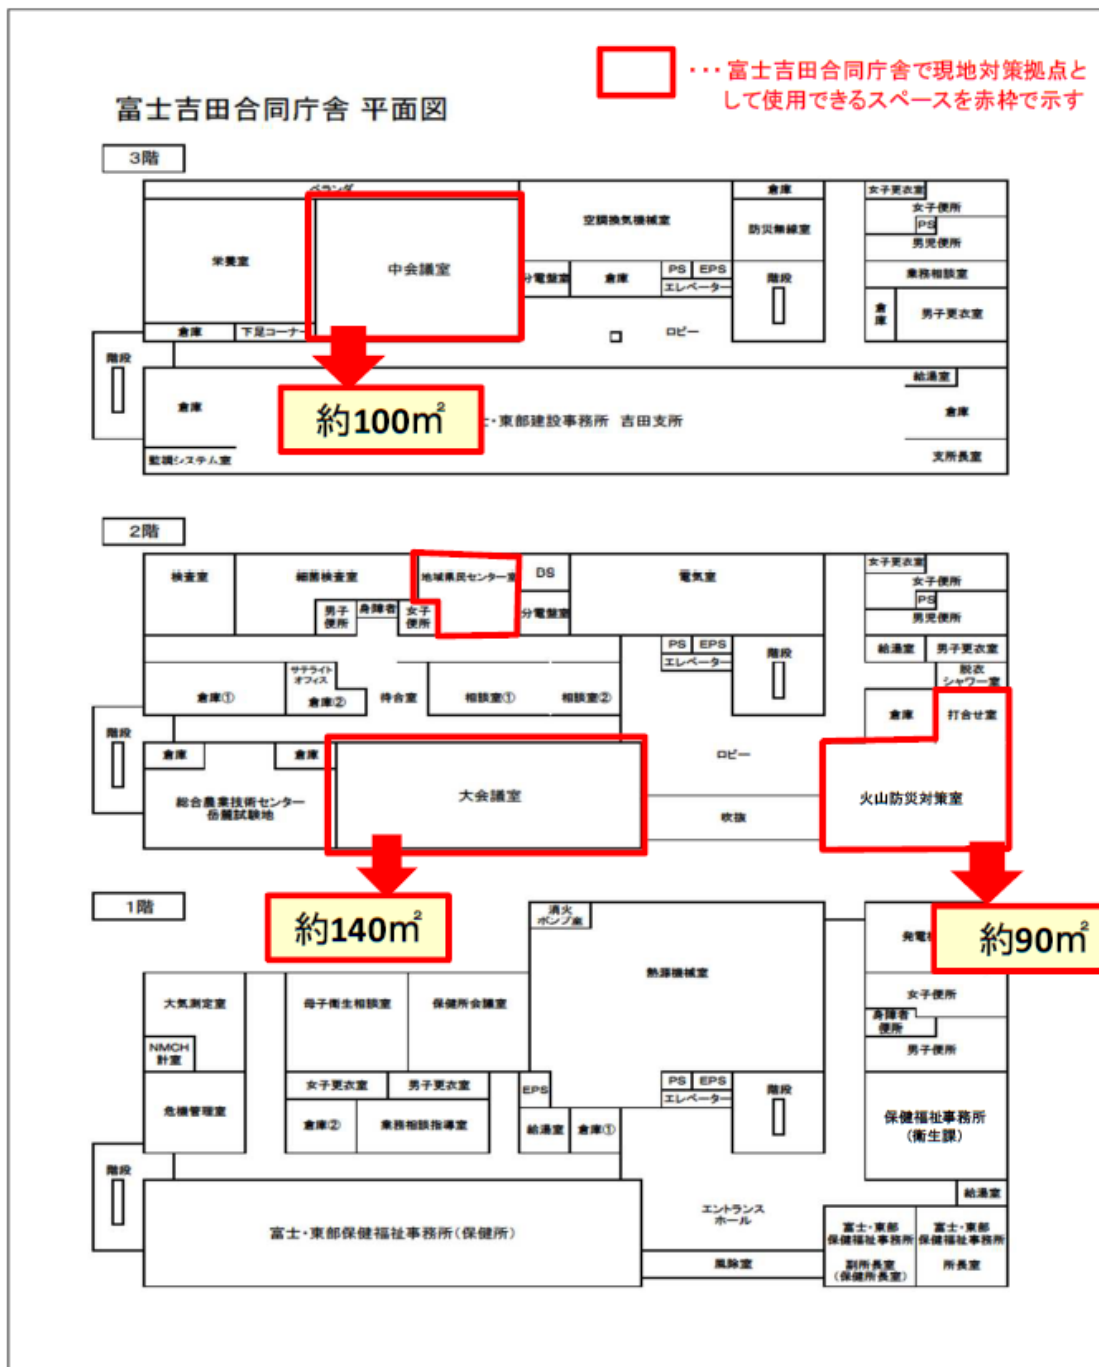 ・・・富士吉田合同庁舎で現地対策拠点と
して使用できるスペースを赤枠で示す
富士吉田合同庁舎 平面図
3階
ベランダ
倉庫
女子更衣室
女子便所
PS
男児便所
栄養室
中会議室
空調換気機械室
防災無線室
分電盤室
倉庫
PS
EPS
エレベーター
階段
業務相談室
倉庫
男子更衣室
倉庫
下足コーナー
ロビー
階段
給湯室
倉庫
約100㎡
士・東部建設事務所 吉田支所
倉庫
監視システム室
支所長室
2階
検査室
細菌検査室
地域県民センター室
DS
電気室
女子更衣室
女子便所
PS
男児便所
男子
便所
身障者
女子
便所
分電盤室
PS
EPS
エレベーター
階段
給湯室
男子更衣室
脱衣
シャワー室
倉庫①
サテライト
オフィス
倉庫②
待合室
相談室①
相談室②
倉庫
打合せ室
階段
倉庫
倉庫
ロビー
総合農業技術センター
岳麓試験地
大会議室
火山防災対策室
吹抜
約140㎡
約90㎡
1階
消火
ポンプ室
熱源機械室
女子便所
大気測定室
母子衛生相談室
保健所会議室
身障者
便所
男子便所
NMCH
計室
女子更衣室
男子更衣室
EPS
PS
EPS
エレベーター
階段
危機管理室
倉庫②
業務相談指導室
給湯室
倉庫①
保健福祉事務所
(衛生課)
階段
給湯室
富士・東部保健福祉事務所(保健所)
エントランス
ホール
風除室
富士・東部
保健福祉事務所
副所長室
(保健所長室)
富士・東部
保健福祉事務所
所長室